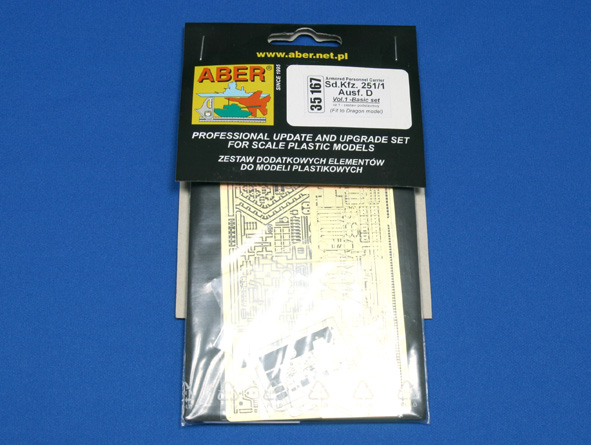 www.aber.net.pl
ABER®
SINCE 1995
35 167
Armored Personnel Carrier
Sd.Kfz. 251/1
Ausf. D
Vol.1 -Basic set
(Fit to Dragon model)
PROFESSIONAL UPDATE AND UPGRADE SET
FOR SCALE PLASTIC MODELS
ZESTAW DODATKOWYCH ELEMENTÓW
DO MODELI PLASTIKOWYCH